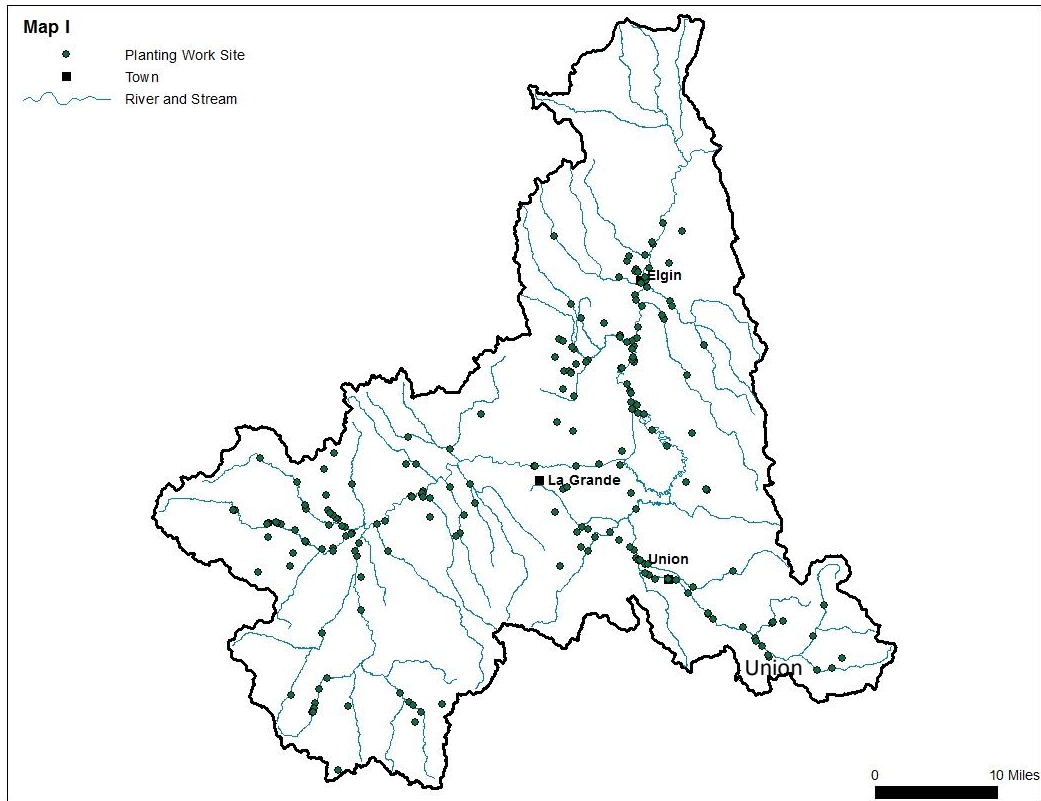 Map I
Planting Work Site
Town
River and Stream
Elgin
La Grande
Union
Union
0 10 Miles